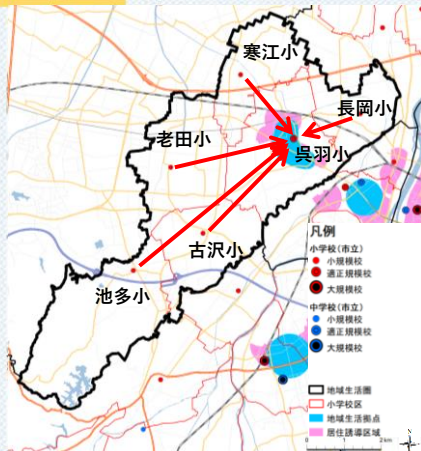 寒江小
長岡小
老田小
呉羽小
古沢小
池多小
凡例
小学校(市立)
小規模校
適正規模校
大規模校
中学校(市立)
小規模校
適正規模校
大規模校
地域生活圏
小学校区
地域生活拠点
居住誘導区域
0 1 2 km